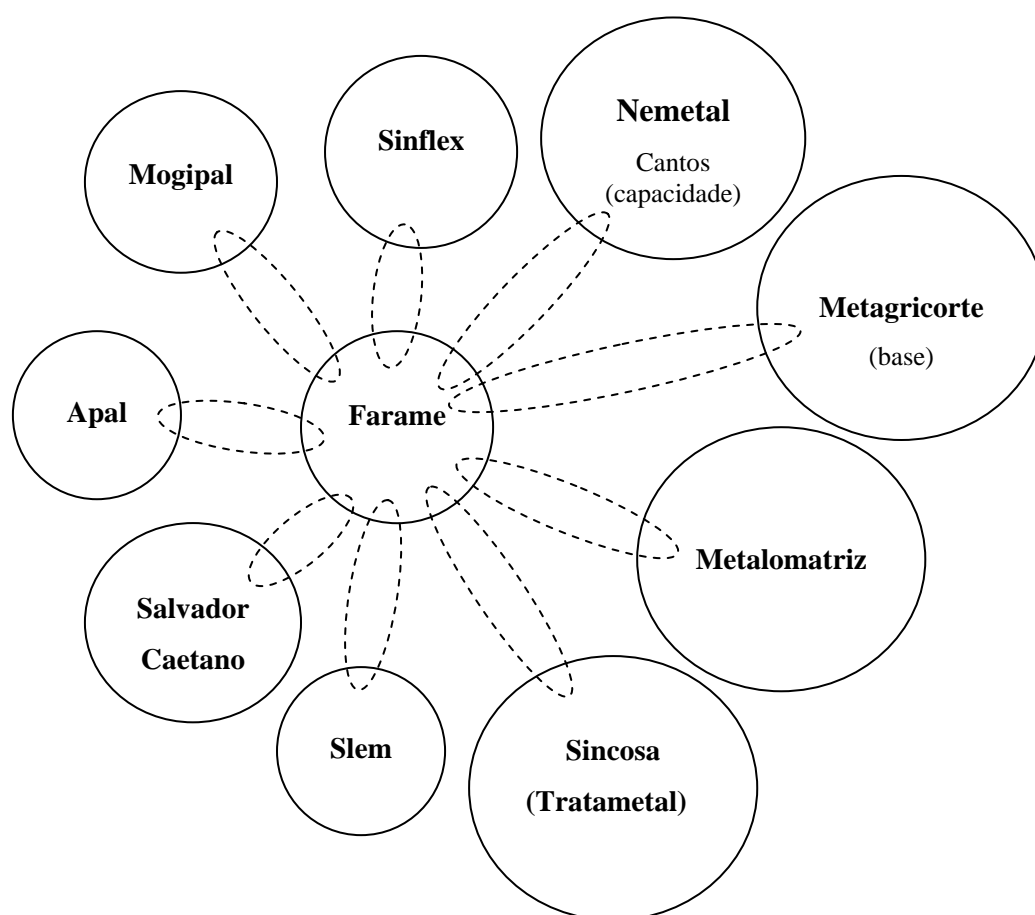 Nemetal
Cantos
(capacidade)
Sinflex
Mogipal
Metagricorte
(base)
Apal
Farame
Metalomatriz
Salvador
Caetano
Slem
Sincosa
(Tratametal)